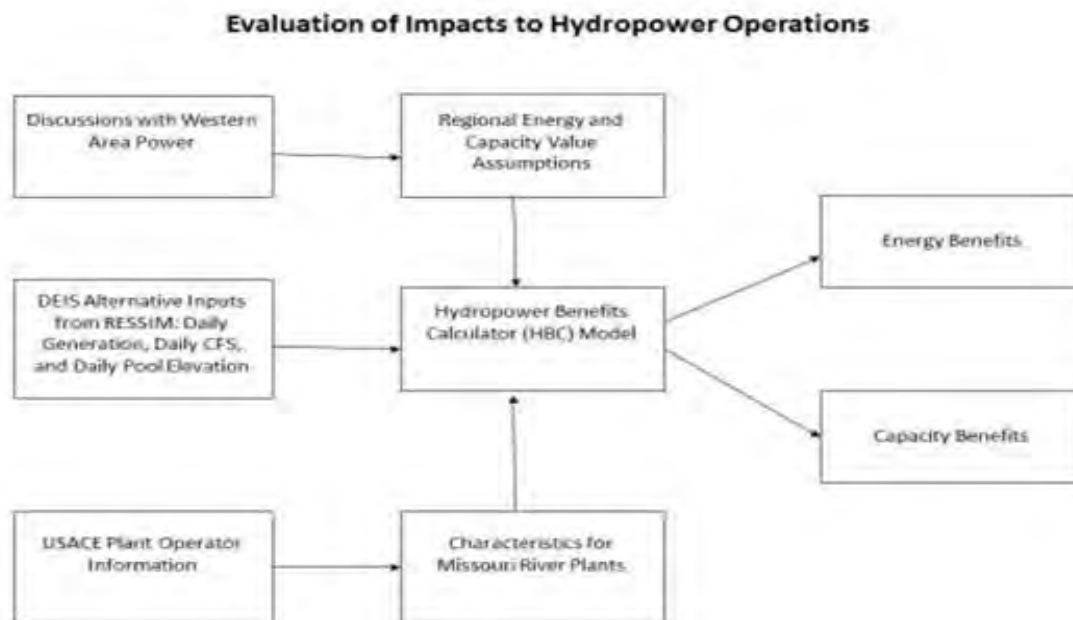 Evaluation of Impacts to Hydropower Operations
Discussions with Western
Area Power
Regional Energy and
Capacity Value
Assumptions
Energy Benefits
DEIS Alternative Inputs
from RESSIM: Daily
Generation, Daily CFS,
and Daily Pool Elevation
Hydropower Benefits
Calculator (HBC) Model
Capacity Benefits
USACE Plant Operator
Information
Characteristics for
Missouri River Plants